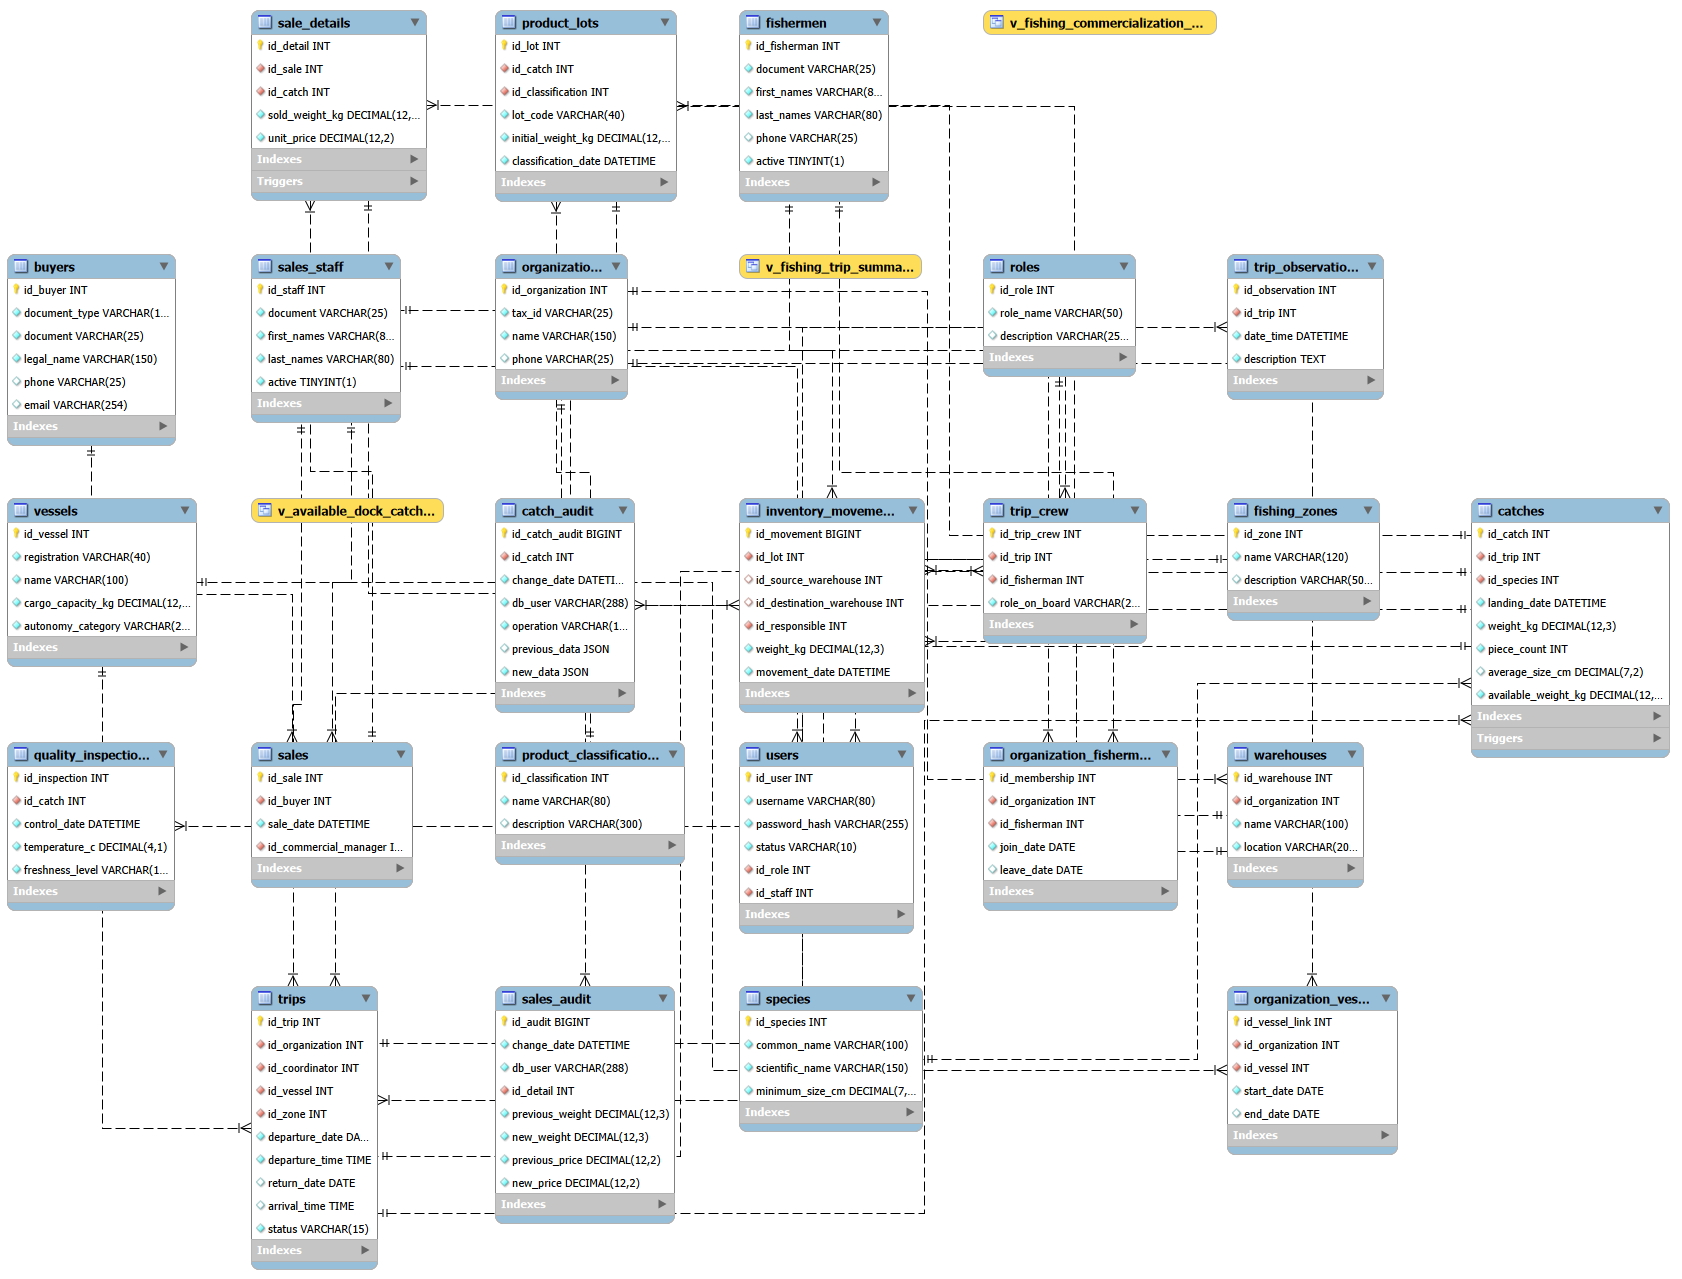 sale_details
id_detail INT
id_sale INT
id_catch INT
sold_weight_kg DECIMAL(12,...
unit_price DECIMAL(12,2)
Indexes
Triggers
product_lots
id_lot INT
id_catch INT
id_classification INT
lot_code VARCHAR(40)
initial_weight_kg DECIMAL(12,...
classification_date DATETIME
Indexes
fishermen
id_fisherman INT
document VARCHAR(25)
first_names VARCHAR(8...
last_names VARCHAR(80)
phone VARCHAR(25)
active TINYINT(1)
Indexes
v_fishing_commercialization_...
buyers
id_buyer INT
document_type VARCHAR(1...
document VARCHAR(25)
legal_name VARCHAR(150)
phone VARCHAR(25)
email VARCHAR(254)
Indexes
sales_staff
id_staff INT
document VARCHAR(25)
first_names VARCHAR(8...
last_names VARCHAR(80)
active TINYINT(1)
Indexes
organizatio...
id_organization INT
tax_id VARCHAR(25)
name VARCHAR(150)
phone VARCHAR(25)
Indexes
v_fishing_trip_summa...
roles
id_role INT
role_name VARCHAR(50)
description VARCHAR(25...
Indexes
trip_observatio...
id_observation INT
id_trip INT
date_time DATETIME
description TEXT
Indexes
vessels
id_vessel INT
registration VARCHAR(40)
name VARCHAR(100)
cargo_capacity_kg DECIMAL(12,...
autonomy_category VARCHAR(2...
Indexes
v_available_dock_catch...
catch_audit
id_catch_audit BIGINT
id_catch INT
change_date DATETI...
db_user VARCHAR(288)
operation VARCHAR(1...
previous_data JSON
new_data JSON
Indexes
inventory_moveme...
id_movement BIGINT
id_lot INT
id_source_warehouse INT
id_destination_warehouse INT
id_responsible INT
weight_kg DECIMAL(12,3)
movement_date DATETIME
Indexes
trip_crew
id_trip_crew INT
id_trip INT
id_fisherman INT
role_on_board VARCHAR(2...
Indexes
fishing_zones
id_zone INT
name VARCHAR(120)
description VARCHAR(50...
Indexes
catches
id_catch INT
id_trip INT
id_species INT
landing_date DATETIME
weight_kg DECIMAL(12,3)
piece_count INT
average_size_cm DECIMAL(7,2)
available_weight_kg DECIMAL(12,...
Indexes
Triggers
quality_inspectio...
id_inspection INT
id_catch INT
control_date DATETIME
temperature_c DECIMAL(4,1)
freshness_level VARCHAR(1...
Indexes
sales
id_sale INT
id_buyer INT
sale_date DATETIME
id_commercial_manager I...
Indexes
product_classificatio...
id_classification INT
name VARCHAR(80)
description VARCHAR(300)
Indexes
users
id_user INT
username VARCHAR(80)
password_hash VARCHAR(255)
status VARCHAR(10)
id_role INT
id_staff INT
Indexes
organization_fisherm...
id_membership INT
id_organization INT
id_fisherman INT
join_date DATE
leave_date DATE
Indexes
warehouses
id_warehouse INT
id_organization INT
name VARCHAR(100)
location VARCHAR(20...
Indexes
trips
id_trip INT
id_organization INT
id_coordinator INT
id_vessel INT
id_zone INT
departure_date DA...
departure_time TIME
return_date DATE
arrival_time TIME
status VARCHAR(15)
Indexes
sales_audit
id_audit BIGINT
change_date DATETIME
db_user VARCHAR(288)
id_detail INT
previous_weight DECIMAL(12,3)
new_weight DECIMAL(12,3)
previous_price DECIMAL(12,2)
new_price DECIMAL(12,2)
Indexes
species
id_species INT
common_name VARCHAR(100)
scientific_name VARCHAR(150)
minimum_size_cm DECIMAL(7,...
Indexes
organization_ves...
id_vessel_link INT
id_organization INT
id_vessel INT
start_date DATE
end_date DATE
Indexes